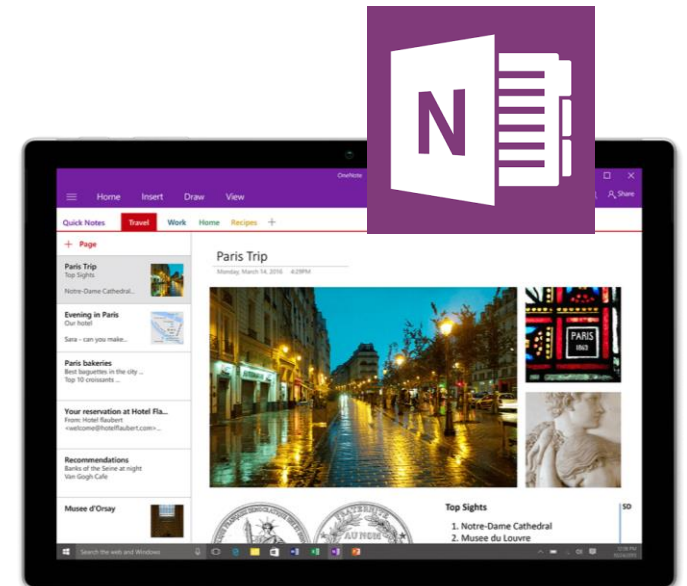 N
OneNote
Home Insert Draw View
Share
Quick Notes Travel Work Home Recipes +
+ Page
Paris Trip
Top Sights
Notre-Dame Cathedral...
Evening in Paris
Our hotel
Sara - can you make..
Paris bakeries
Best baguettes in the city ...
Top 10 croissants ...
Your reservation at Hotel Fla...
From: Hotel flaubert
<welcome@hotelflaubert.com>...
Recommendations
Banks of the Seine at night
Van Gogh Cafe
Musee d'Orsay
Paris Trip
Monday, March 14, 2016 4:29PM
PARIS
Top Sights
1. Notre-Dame Cathedral
2. Musee du Louvre
SD
Search the web and Windows